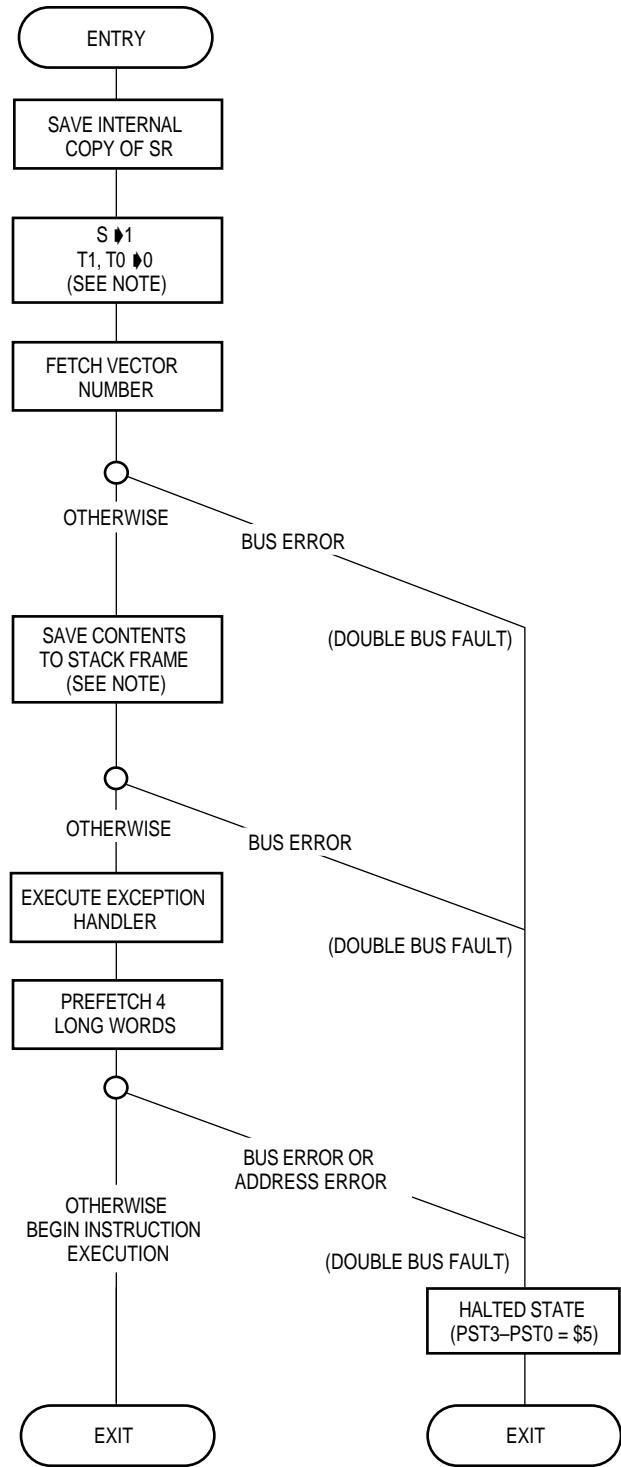 ENTRY
SAVE INTERNAL
COPY OF SR
S ➧1
T1, T0 ➧0
(SEE NOTE)
FETCH VECTOR
NUMBER
OTHERWISE
BUS ERROR
(DOUBLE BUS FAULT)
SAVE CONTENTS
TO STACK FRAME
(SEE NOTE)
OTHERWISE
BUS ERROR
EXECUTE EXCEPTION
HANDLER
(DOUBLE BUS FAULT)
PREFETCH 4
LONG WORDS
BUS ERROR OR
ADDRESS ERROR
OTHERWISE
BEGIN INSTRUCTION
EXECUTION
(DOUBLE BUS FAULT)
HALTED STATE
(PST3–PST0 = $5)
EXIT
EXIT